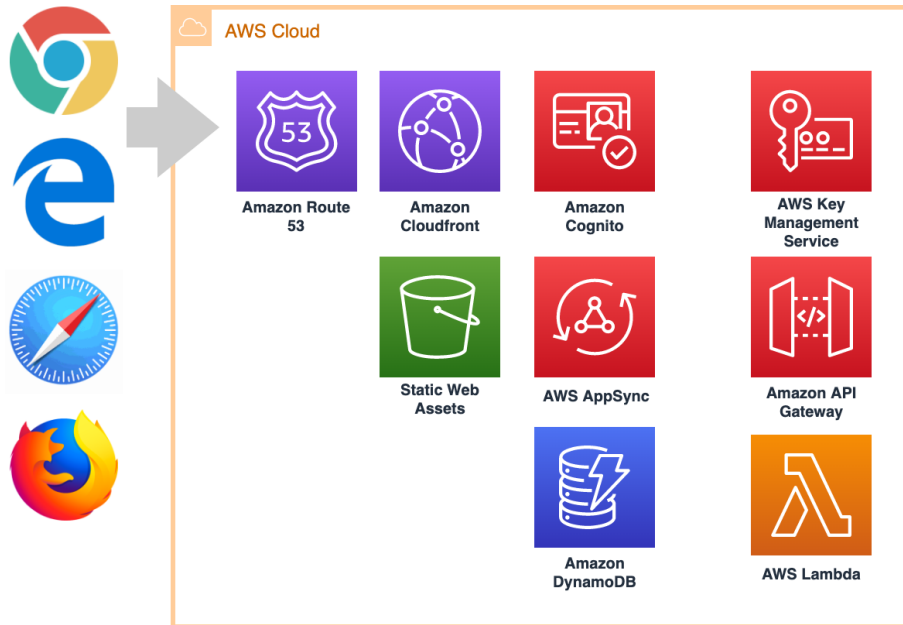 AWS Cloud
53
Amazon Route
53
Amazon
Cloudfront
Amazon
Cognito
AWS Key
Management
Service
Static Web
Assets
AWS AppSync
</>
Amazon API
Gateway
Amazon
DynamoDB
AWS Lambda